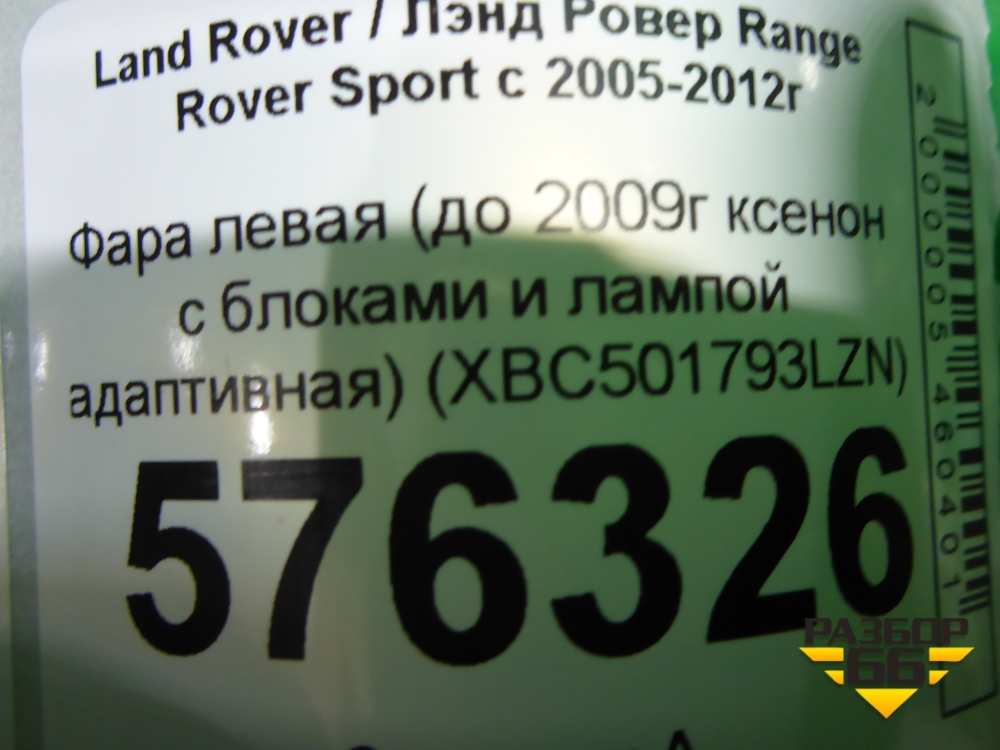 Land Rover / Лэнд Ровер Range
Rover Sport с 2005-2012г
Фара левая (до 2009г ксенон
с блоками и лампой
адаптивная) (XBC501793LZN)
576326
2000005460401
РАЗБОР
66